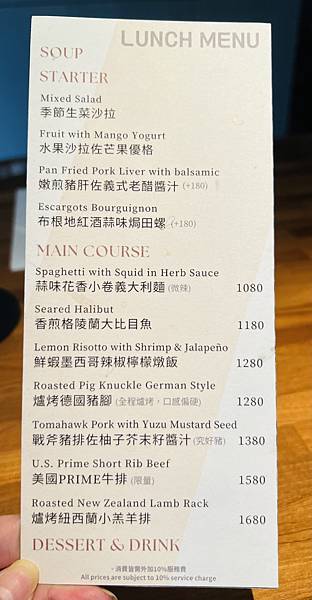 LUNCH MENU
SOUP
STARTER
Mixed Salad
季節生菜沙拉
Fruit with Mango Yogurt
水果沙拉佐芒果優格
Pan Fried Pork Liver with balsamic
嫩煎豬肝佐義式老醋醬汁 (+180)
Escargots Bourguignon
布根地紅酒蒜味焗田螺 (+180)
MAIN COURSE
Spaghetti with Squid in Herb Sauce
蒜味花香小卷義大利麵 (微辣) 1080
Seared Halibut
香煎格陵蘭大比目魚 1180
Lemon Risotto with Shrimp & Jalapeño
鮮蝦墨西哥辣椒檸檬燉飯 1280
Roasted Pig Knuckle German Style
爐烤德國豬腳 (全程爐烤，口感偏硬) 1280
Tomahawk Pork with Yuzu Mustard Seed
戰斧豬排佐柚子芥末籽醬汁 (究好豬) 1380
U.S. Prime Short Rib Beef
美國PRIME牛排 (限量) 1580
Roasted New Zealand Lamb Rack
爐烤紐西蘭小羔羊排 1680
DESSERT & DRINK
- 消費皆需外加10%服務費
All prices are subject to 10% service charge